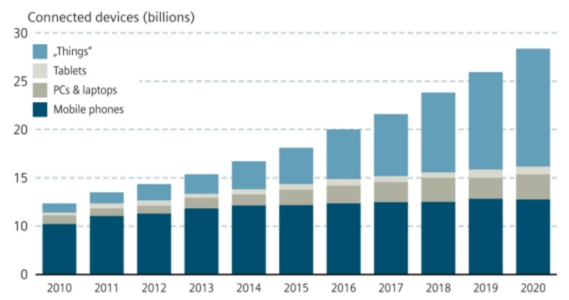 Connected devices (billions)
30
„Things“
Tablets
25
PCs & laptops
Mobile phones
20
15
10
0
2010 2011 2012 2013 2014 2015 2016 2017 2018 2019 2020